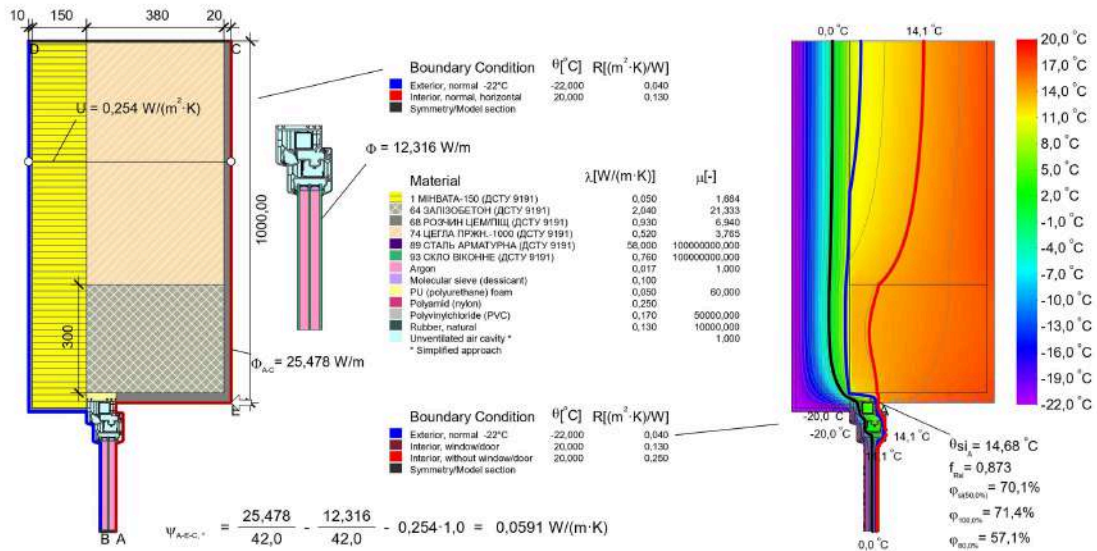 10 150 380 20
D
C
U = 0,254 W/(m²·K)
1000,00
300
Φ A-C = 25,478 W/m
E
B A
Boundary Condition θ[°C] R[(m²·K)/W]
Exterior, normal -22°C -22,000 0,040
Interior, normal, horizontal 20,000 0,130
Symmetry/Model section
Φ = 12,316 W/m
Material λ[W/(m·K)] μ[-]
1 МІНВАТА-150 (ДСТУ 9191) 0,050 1,684
64 ЗАЛІЗОБЕТОН (ДСТУ 9191) 2,040 21,333
68 РОЗЧИН ЦЕМ/ПІЩ (ДСТУ 9191) 0,930 6,940
74 ЦЕГЛА ПРЖН.-1000 (ДСТУ 9191) 0,520 3,765
89 СТАЛЬ АРМАТУРНА (ДСТУ 9191) 58,000 100000000,000
93 СКЛО ВІКОННЕ (ДСТУ 9191) 0,760 100000000,000
Argon 0,017 1,000
Molecular sieve (dessicant) 0,100
PU (polyurethane) foam 0,050 60,000
Polyamid (nylon) 0,250
Polyvinylchloride (PVC) 0,170 50000,000
Rubber, natural 0,130 10000,000
Unventilated air cavity * 1,000
* Simplified approach
Boundary Condition θ[°C] R[(m²·K)/W]
Exterior, normal -22°C -22,000 0,040
Interior, window/door 20,000 0,130
Interior, without window/door 20,000 0,250
Symmetry/Model section
ψ A-E-C, * = 25,478 / 42,0 - 12,316 / 42,0 - 0,254·1,0 = 0,0591 W/(m·K)
0,0 °C 14,1 °C
-20,0 °C
-20,0 °C
A
14,1 °C
14,1 °C
0,0 °C
20,0 °C
17,0 °C
14,0 °C
11,0 °C
8,0 °C
5,0 °C
2,0 °C
-1,0 °C
-4,0 °C
-7,0 °C
-10,0 °C
-13,0 °C
-16,0 °C
-19,0 °C
-22,0 °C
θsi A = 14,68 °C
f Rsi = 0,873
φ si(50,0%) = 70,1%
φ 100,0% = 71,4%
φ 80,0% = 57,1%